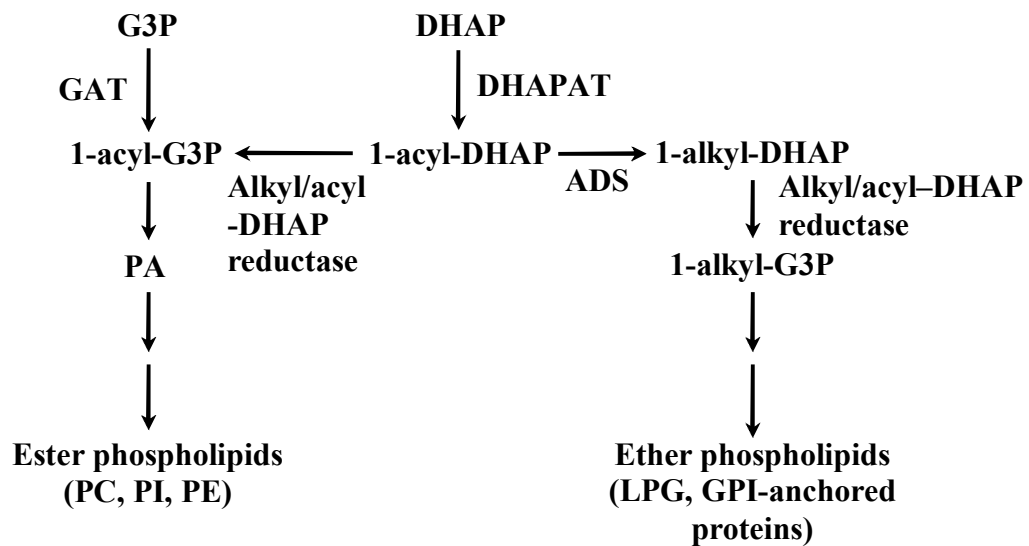 G3P
DHAP
GAT
DHAPAT
1-acyl-G3P
1-acyl-DHAP
1-alkyl-DHAP
ADS
Alkyl/acyl
-DHAP
reductase
Alkyl/acyl–DHAP
reductase
PA
1-alkyl-G3P
Ester phospholipids
(PC, PI, PE)
Ether phospholipids
(LPG, GPI-anchored
proteins)